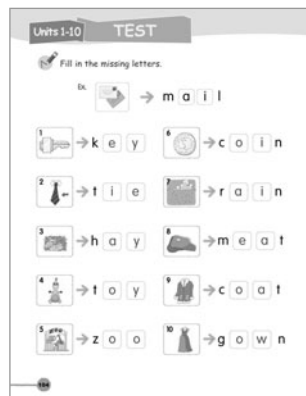 Units 1-10 TEST
Fill in the missing letters.
Ex. m a i l
1 k e y
6 c o i n
2 t i e
7 r a i n
3 h a y
8 m e a t
4 t o y
9 c o a t
5 z o o
10 g o w n
104